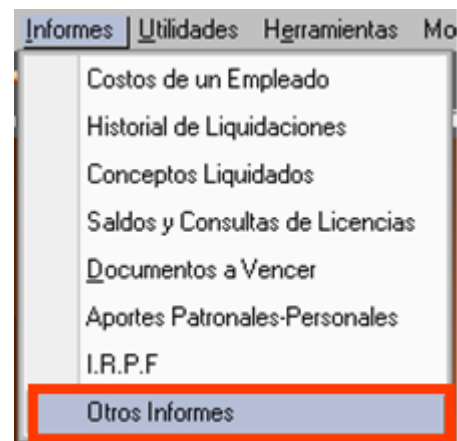 Informes Utilidades Herramientas Mo
Costos de un Empleado
Historial de Liquidaciones
Conceptos Liquidados
Saldos y Consultas de Licencias
Documentos a Vencer
Aportes Patronales-Personales
I.R.P.F
Otros Informes